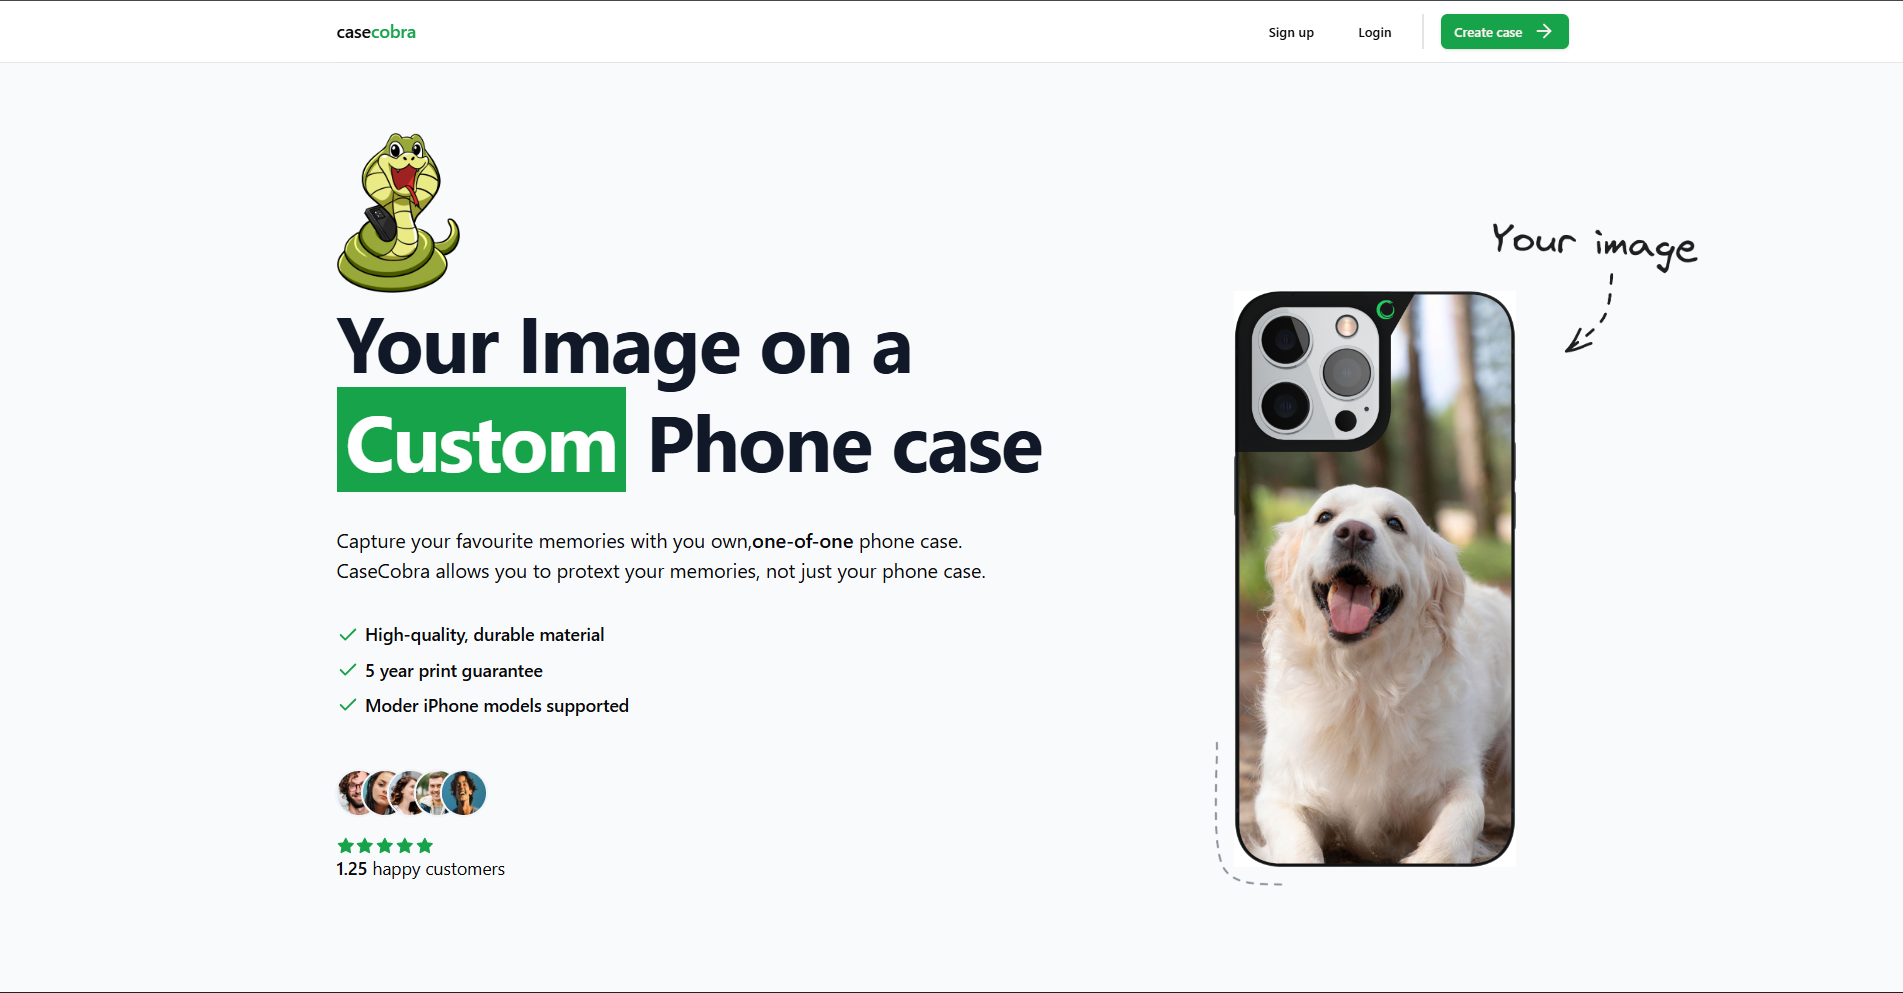 casecobra
Sign up
Login
Create case
Your image
Your Image on a
Custom Phone case
Capture your favourite memories with you own,one-of-one phone case.
CaseCobra allows you to protext your memories, not just your phone case.
High-quality, durable material
5 year print guarantee
Moder iPhone models supported
1.25 happy customers